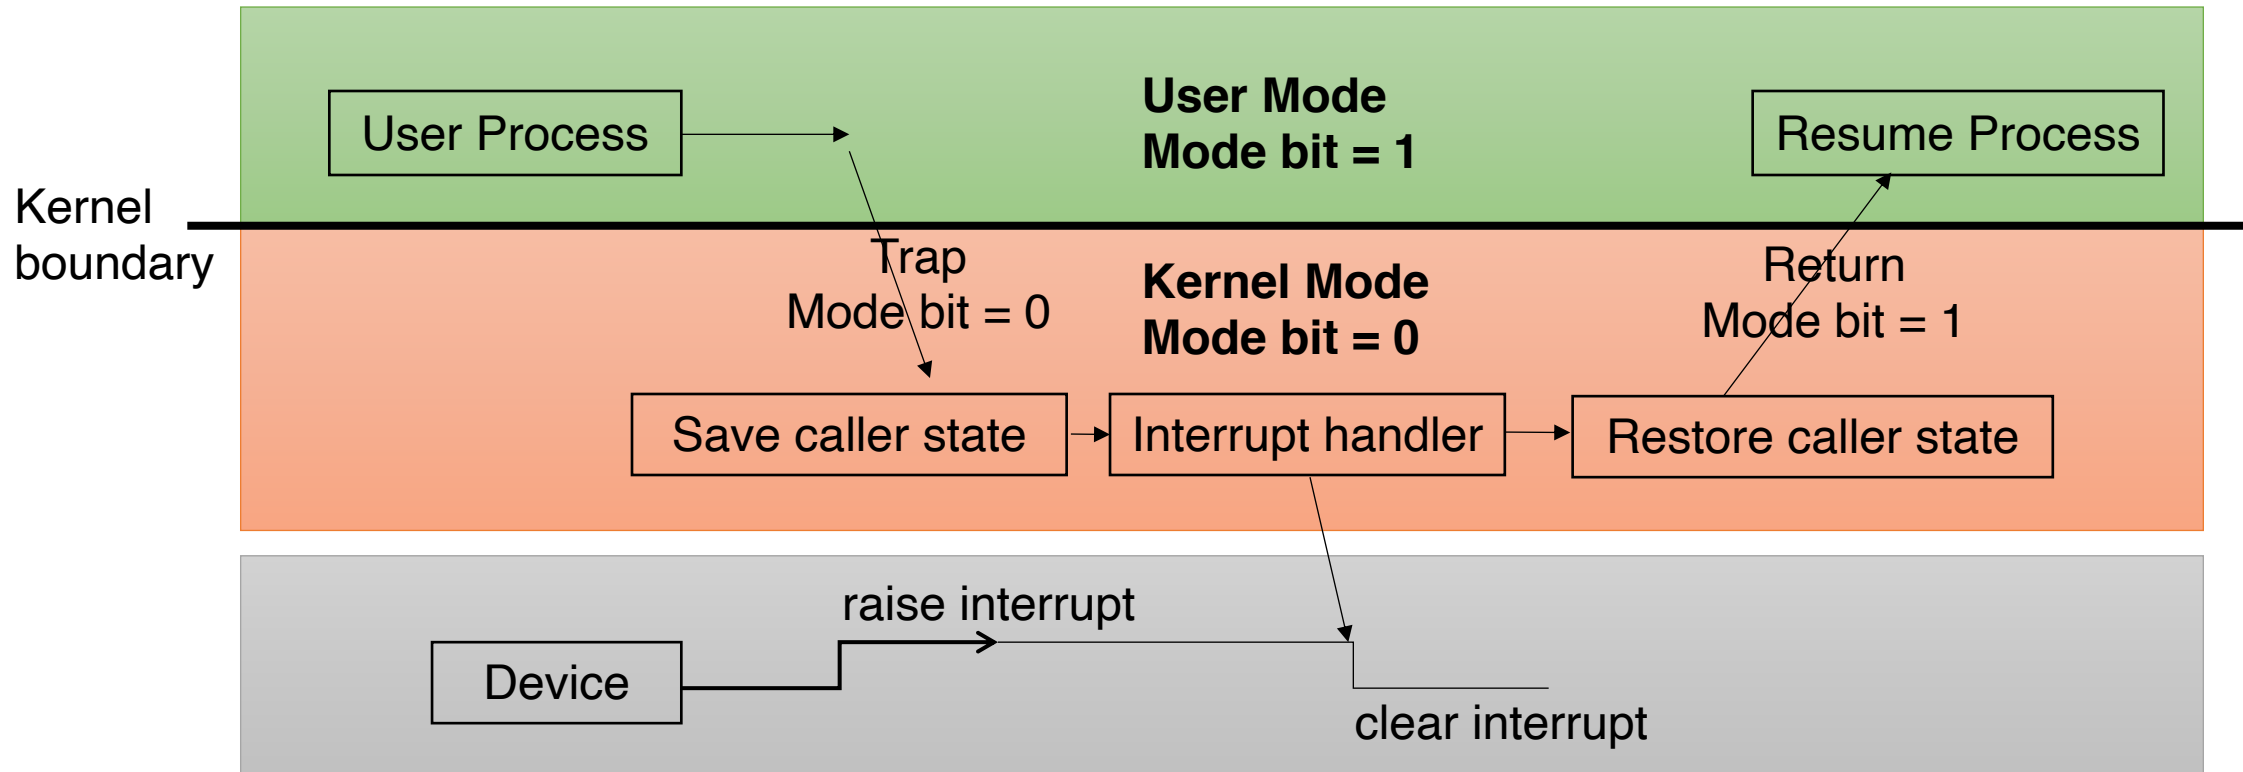 User Process
User Mode
Mode bit = 1
Resume Process
Kernel
boundary
Trap
Mode bit = 0
Kernel Mode
Mode bit = 0
Return
Mode bit = 1
Save caller state
Interrupt handler
Restore caller state
raise interrupt
Device
clear interrupt